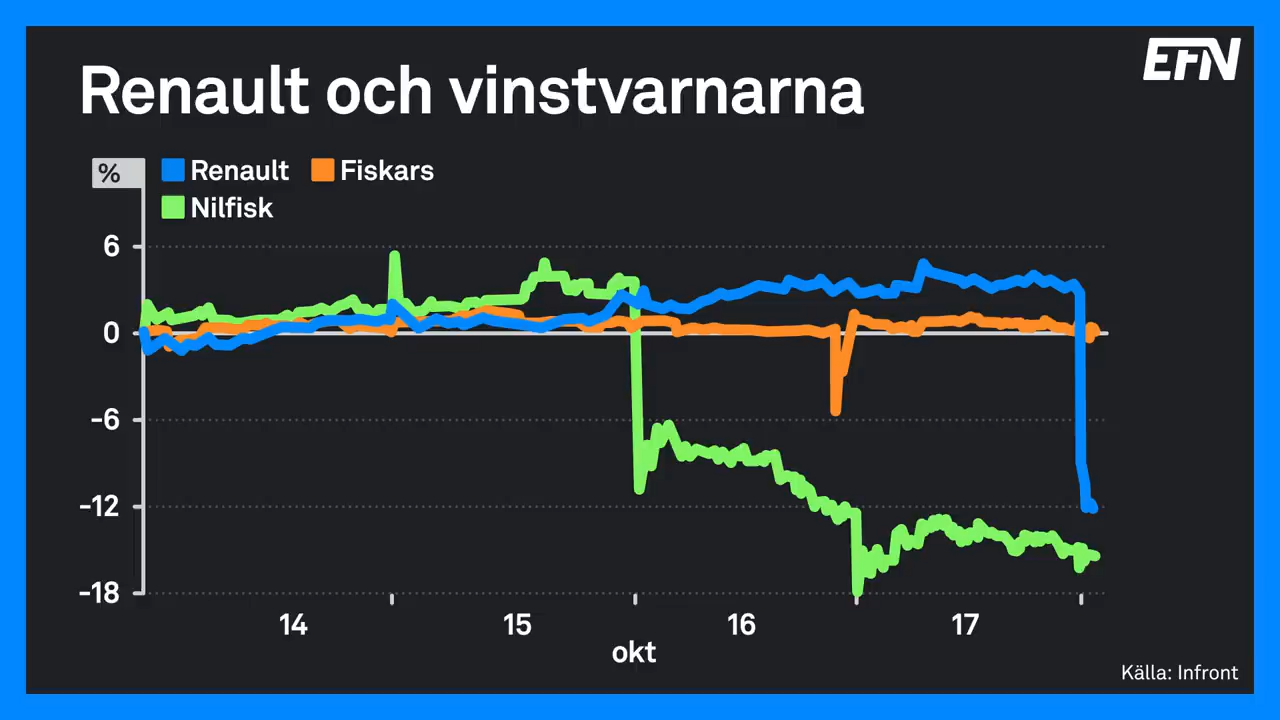 EFN
Renault och vinstvarnarna
%
Renault Fiskars
Nilfisk
6
0
-6
-12
-18
14 15 16 17
okt
Källa: Infront